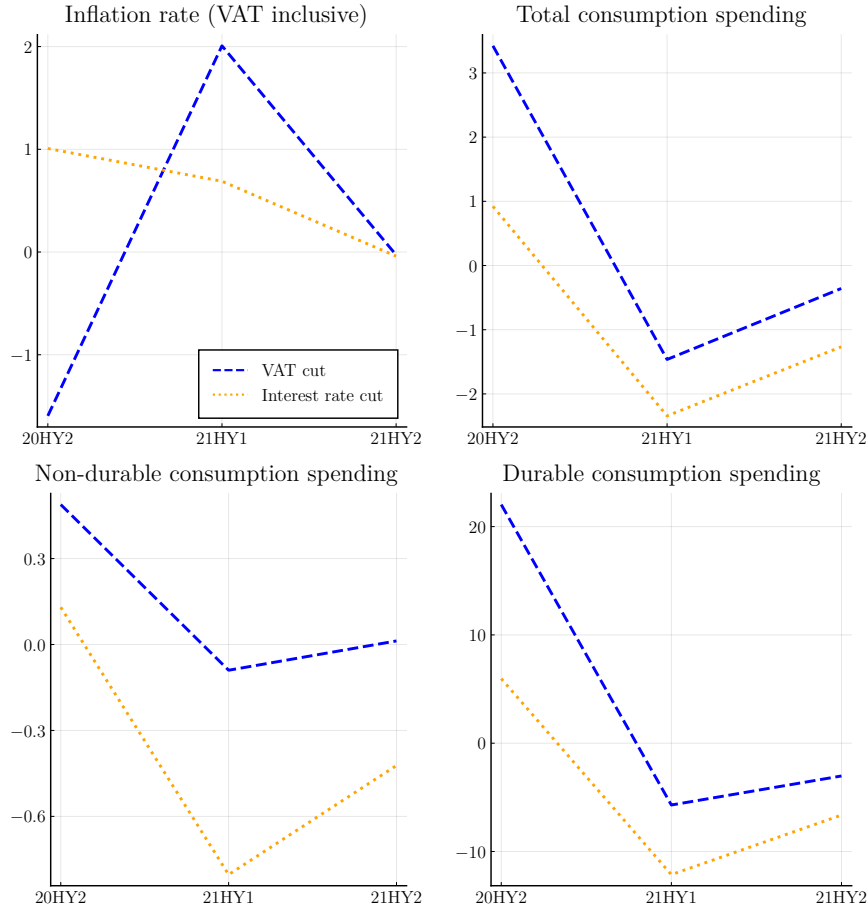 Inflation rate (VAT inclusive)
2
1
0
−1
20HY2
21HY1
21HY2
VAT cut
Interest rate cut
Total consumption spending
3
2
1
0
−1
−2
20HY2
21HY1
21HY2
Non-durable consumption spending
0.3
0.0
−0.3
−0.6
20HY2
21HY1
21HY2
Durable consumption spending
20
10
0
−10
20HY2
21HY1
21HY2